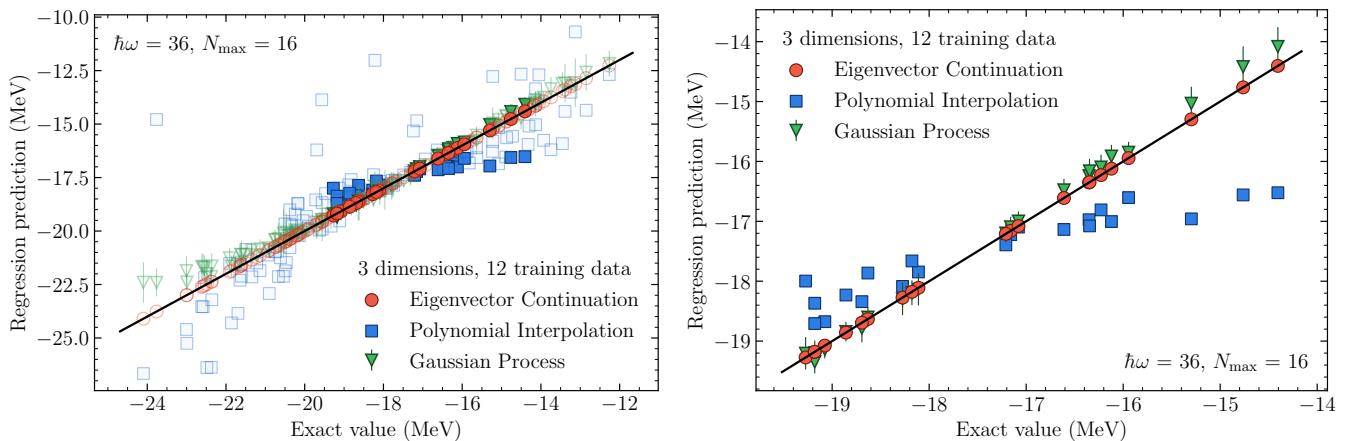 ℏω = 36, N_max = 16
Regression prediction (MeV)
−10.0
−12.5
−15.0
−17.5
−20.0
−22.5
−25.0
3 dimensions, 12 training data
Eigenvector Continuation
Polynomial Interpolation
Gaussian Process
−24 −22 −20 −18 −16 −14 −12
Exact value (MeV)
Regression prediction (MeV)
−14
−15
−16
−17
−18
−19
3 dimensions, 12 training data
Eigenvector Continuation
Polynomial Interpolation
Gaussian Process
ℏω = 36, N_max = 16
−19 −18 −17 −16 −15 −14
Exact value (MeV)